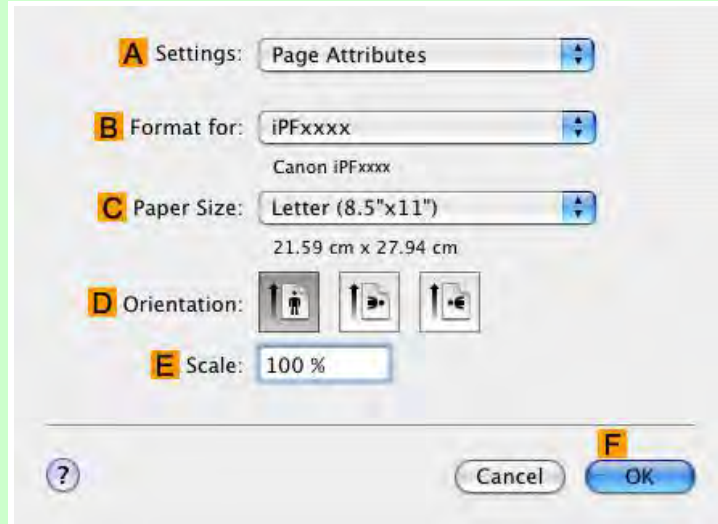 A Settings: Page Attributes
B Format for: iPFxxxx
Canon iPFxxxx
C Paper Size: Letter (8.5"x11")
21.59 cm x 27.94 cm
D Orientation:
E Scale: 100 %
F
? Cancel OK